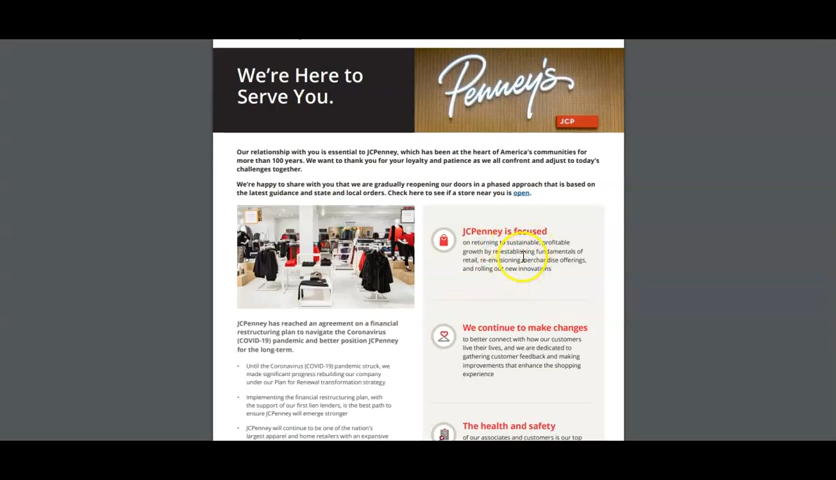 We're Here to
Serve You.
Penney's
JCP
Our relationship with you is essential to JCPenney, which has been at the heart of America's communities for
more than 100 years. We want to thank you for your loyalty and patience as we all confront and adjust to today's
challenges together.
We're happy to share with you that we are gradually reopening our doors in a phased approach that is based on
the latest guidance and state and local orders. Check here to see if a store near you is open.
JCPenney has reached an agreement on a financial
restructuring plan to navigate the Coronavirus
(COVID-19) pandemic and better position JCPenney
for the long-term.
• Until the Coronavirus (COVID-19) pandemic struck, we
made significant progress rebuilding our company
under our Plan for Renewal transformation strategy
• Implementing the financial restructuring plan, with
the support of our first lien lenders, is the best path to
ensure JCPenney will emerge stronger
• JCPenney will continue to be one of the nation's
largest apparel and home retailers with an expansive
JCPenney is focused
on returning to sustainable, profitable
growth by re-establishing fundamentals of
retail, re-envisioning merchandise offerings,
and rolling out new innovations
We continue to make changes
to better connect with how our customers
live their lives, and we are dedicated to
gathering customer feedback and making
improvements that enhance the shopping
experience
The health and safety
of our associates and customers is our top